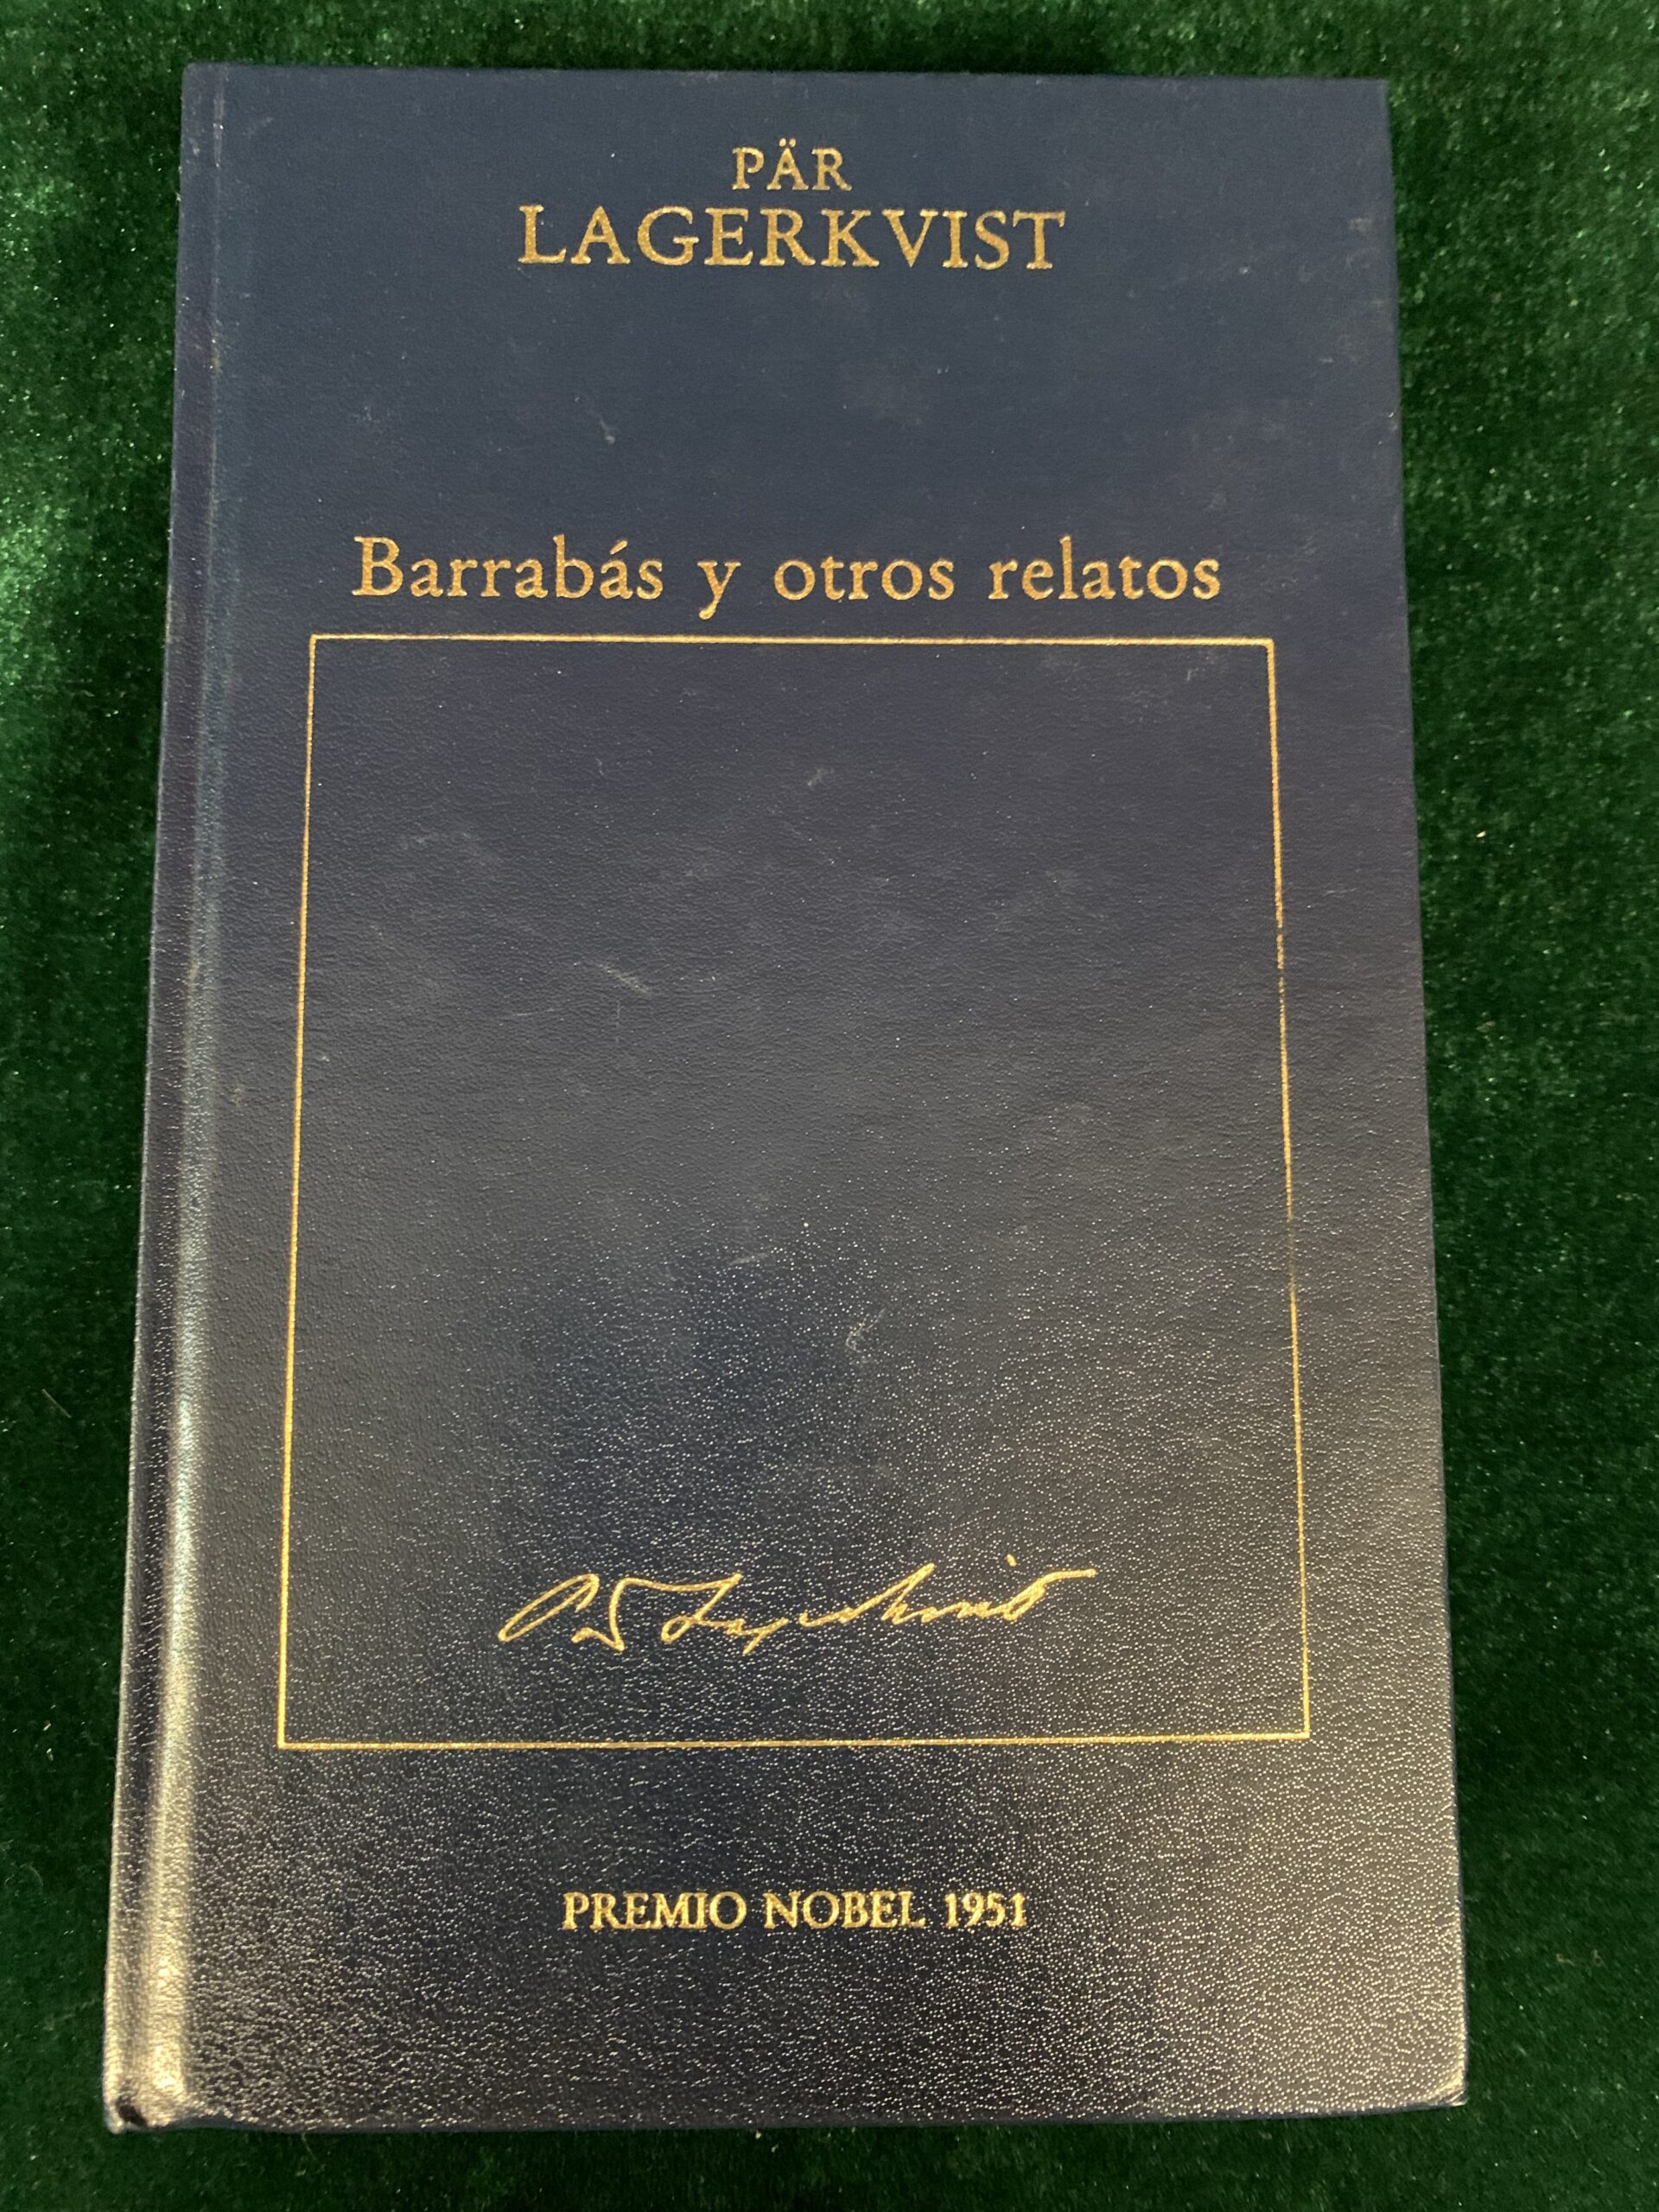 PÄR
LAGERKVIST
Barrabás y otros relatos
PREMIO NOBEL 1951